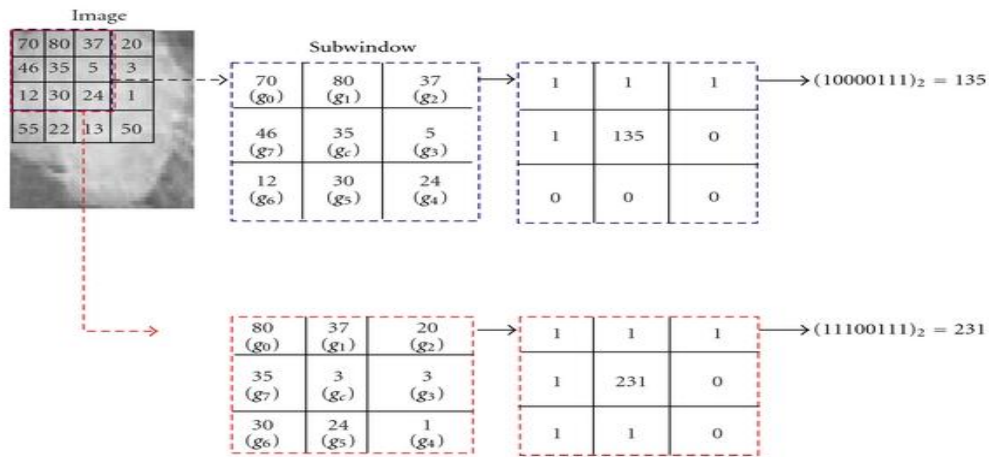 Image
70 80 37 20
46 35 5 3
12 30 24 1
55 22 13 50
Subwindow
70 80 37
(g0) (g1) (g2)
46 35 5
(g7) (gc) (g3)
12 30 24
(g6) (g5) (g4)
1 1 1
1 135 0
0 0 0
(10000111)2 = 135
80 37 20
(g0) (g1) (g2)
35 3 3
(g7) (gc) (g3)
30 24 1
(g6) (g5) (g4)
1 1 1
1 231 0
1 1 0
(11100111)2 = 231